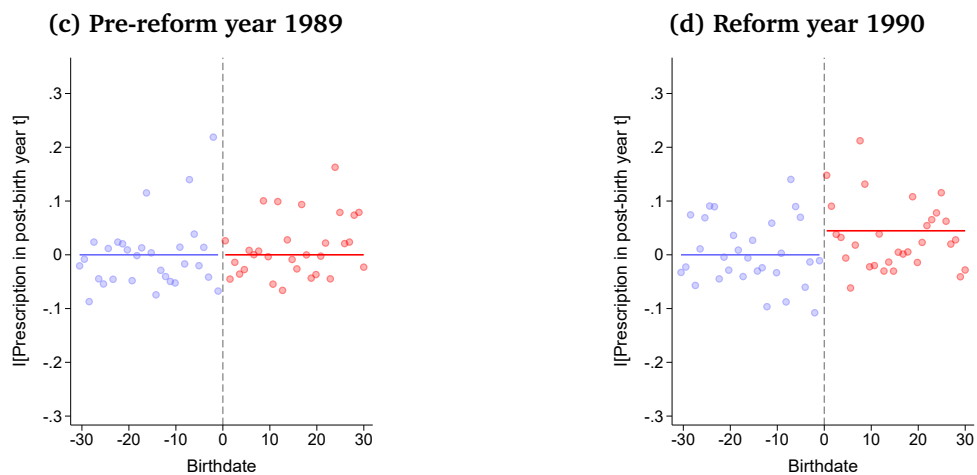 (c) Pre-reform year 1989
I[Prescription in post-birth year t]
.3
.2
.1
0
-.1
-.2
-.3
-30 -20 -10 0 10 20 30
Birthdate
(d) Reform year 1990
I[Prescription in post-birth year t]
.3
.2
.1
0
-.1
-.2
-.3
-30 -20 -10 0 10 20 30
Birthdate